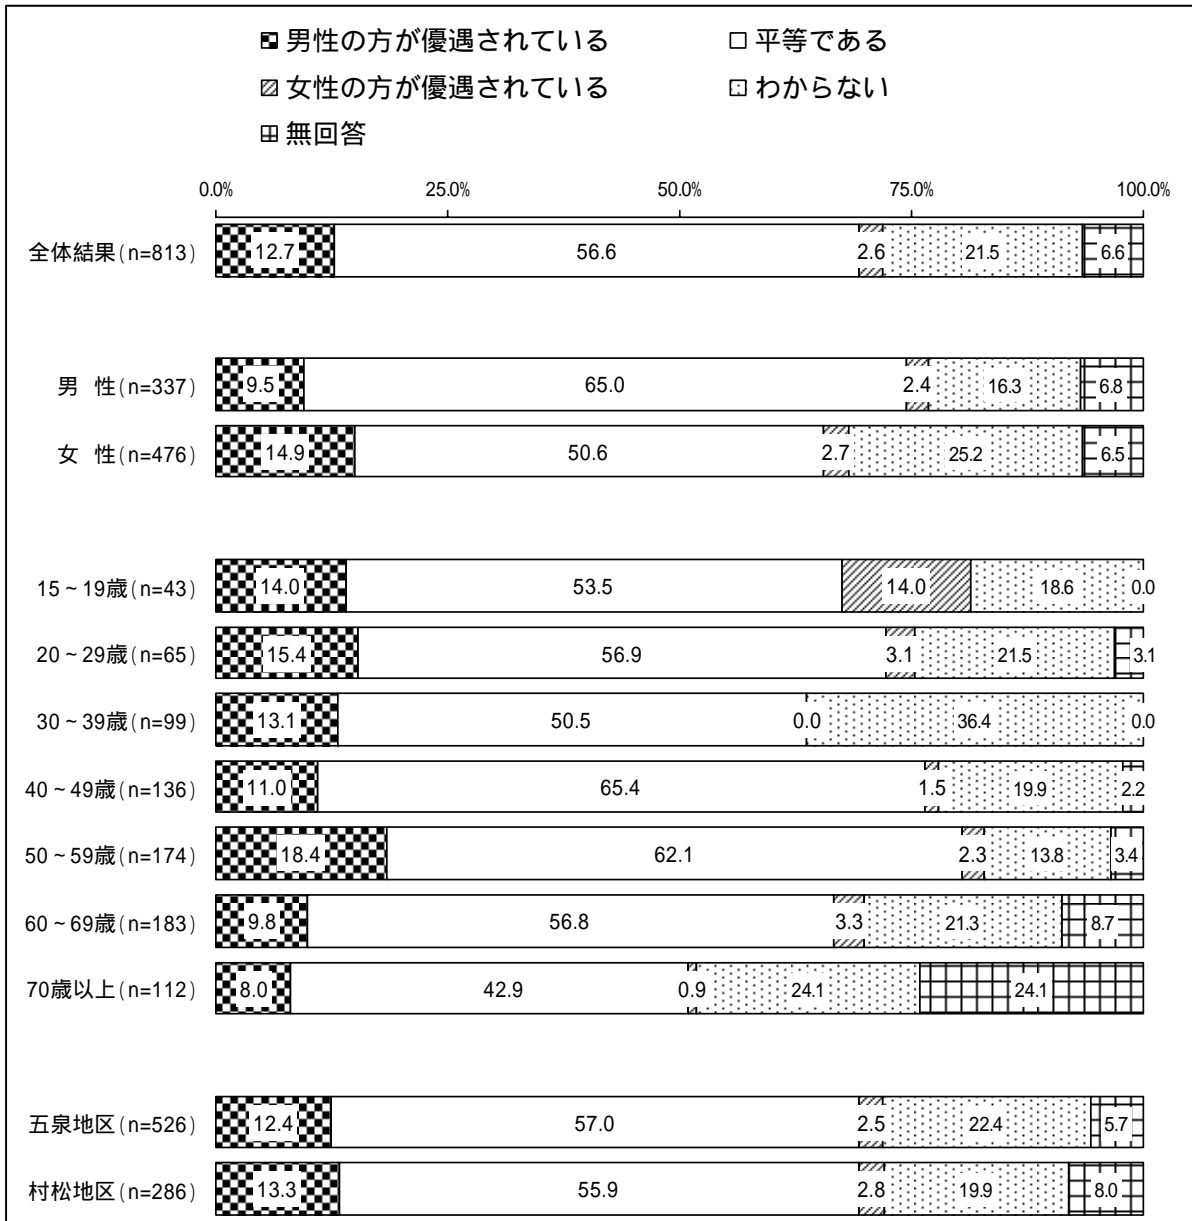 男性の方が優遇されている 平等である
女性の方が優遇されている わからない
無回答
0.0% 25.0% 50.0% 75.0% 100.0%
全体結果(n=813) 12.7 56.6 2.6 21.5 6.6
男 性(n=337) 9.5 65.0 2.4 16.3 6.8
女 性(n=476) 14.9 50.6 2.7 25.2 6.5
15~19歳(n=43) 14.0 53.5 14.0 18.6 0.0
20~29歳(n=65) 15.4 56.9 3.1 21.5 3.1
30~39歳(n=99) 13.1 50.5 0.0 36.4 0.0
40~49歳(n=136) 11.0 65.4 1.5 19.9 2.2
50~59歳(n=174) 18.4 62.1 2.3 13.8 3.4
60~69歳(n=183) 9.8 56.8 3.3 21.3 8.7
70歳以上(n=112) 8.0 42.9 0.9 24.1 24.1
五泉地区(n=526) 12.4 57.0 2.5 22.4 5.7
村松地区(n=286) 13.3 55.9 2.8 19.9 8.0